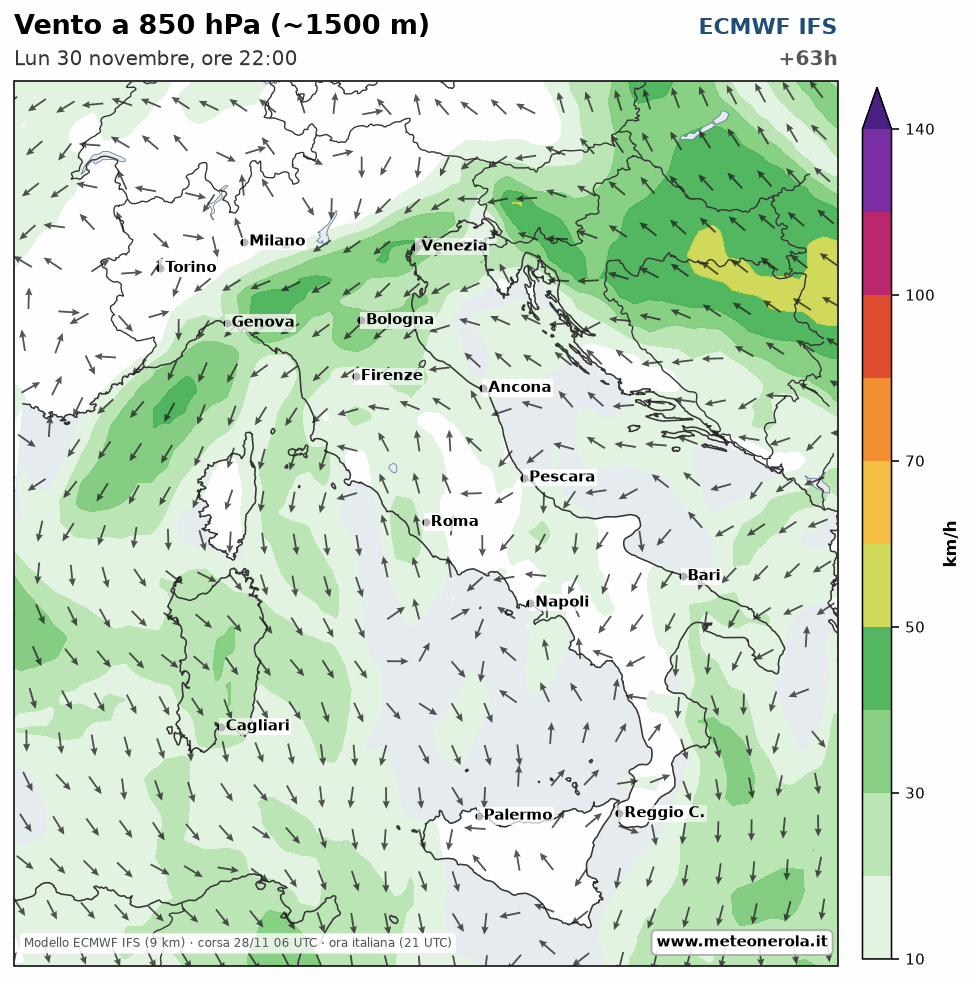 Vento a 850 hPa (~1500 m)
ECMWF IFS
Lun 30 novembre, ore 22:00
+63h
140
Milano
Venezia
Torino
100
Genova
Bologna
Firenze
Ancona
70
Pescara
Roma
km/h
Bari
Napoli
50
Cagliari
30
Palermo
Reggio C.
Modello ECMWF IFS (9 km) · corsa 28/11 06 UTC · ora italiana (21 UTC)
www.meteonerola.it
10